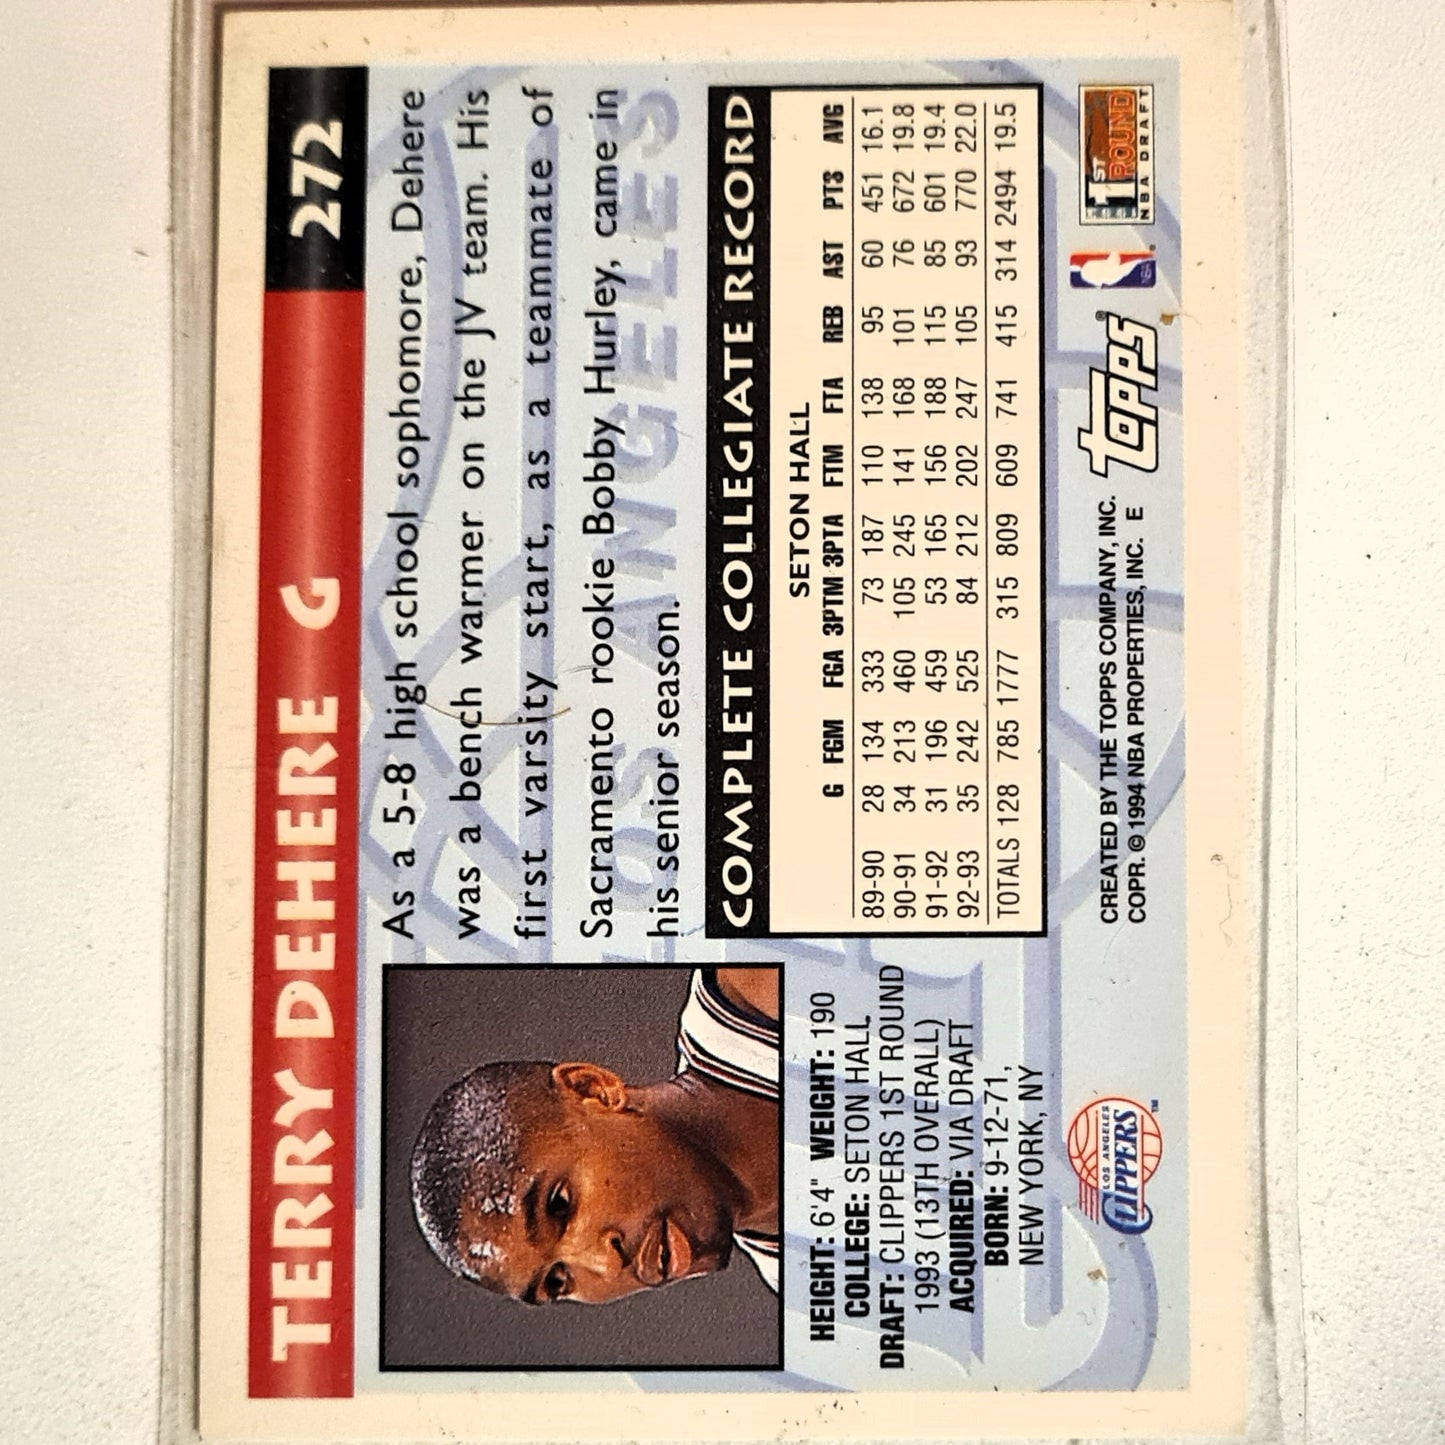 TERRY DEHERE G 272
As a 5-8 high school sophomore, Dehere
was a bench warmer on the JV team. His
first varsity start, as a teammate of
Sacramento rookie Bobby Hurley, came in
his senior season.
LOS ANGELES
HEIGHT: 6'4" WEIGHT: 190
COLLEGE: SETON HALL
DRAFT: CLIPPERS 1ST ROUND
1993 (13TH OVERALL)
ACQUIRED: VIA DRAFT
BORN: 9-12-71,
NEW YORK, NY
COMPLETE COLLEGIATE RECORD
SETON HALL
G FGM FGA 3PTM 3PTA FTM FTA REB AST PTS AVG
89-90 28 134 333 73 187 110 138 95 60 451 16.1
90-91 34 213 460 105 245 141 168 101 76 672 19.8
91-92 31 196 459 53 165 156 188 115 85 601 19.4
92-93 35 242 525 84 212 202 247 105 93 770 22.0
TOTALS 128 785 1777 315 809 609 741 415 314 2494 19.5
LOS ANGELES
CLIPPERS
TM
CREATED BY THE TOPPS COMPANY, INC.
COPR. © 1994 NBA PROPERTIES, INC. E
Topps®
NBA®
1ST
ROUND
NBA DRAFT